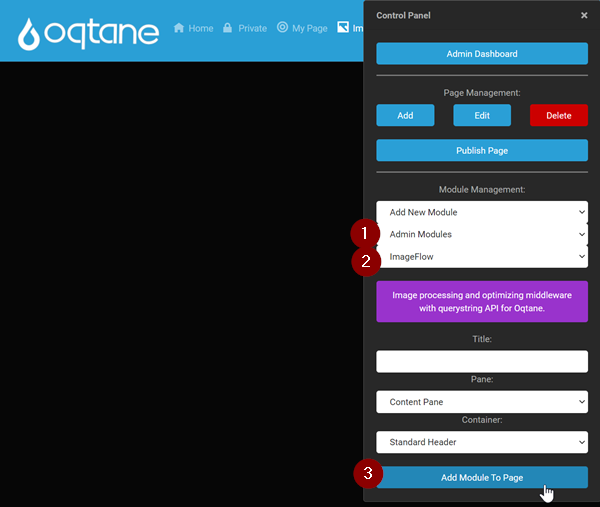 oqtane
Home
Private
My Page
Im
Control Panel
×
Admin Dashboard
Page Management:
Add
Edit
Delete
Publish Page
Module Management:
Add New Module
1
Admin Modules
2
ImageFlow
Image processing and optimizing middleware
with querystring API for Oqtane.
Title:
Pane:
Content Pane
Container:
Standard Header
3
Add Module To Page